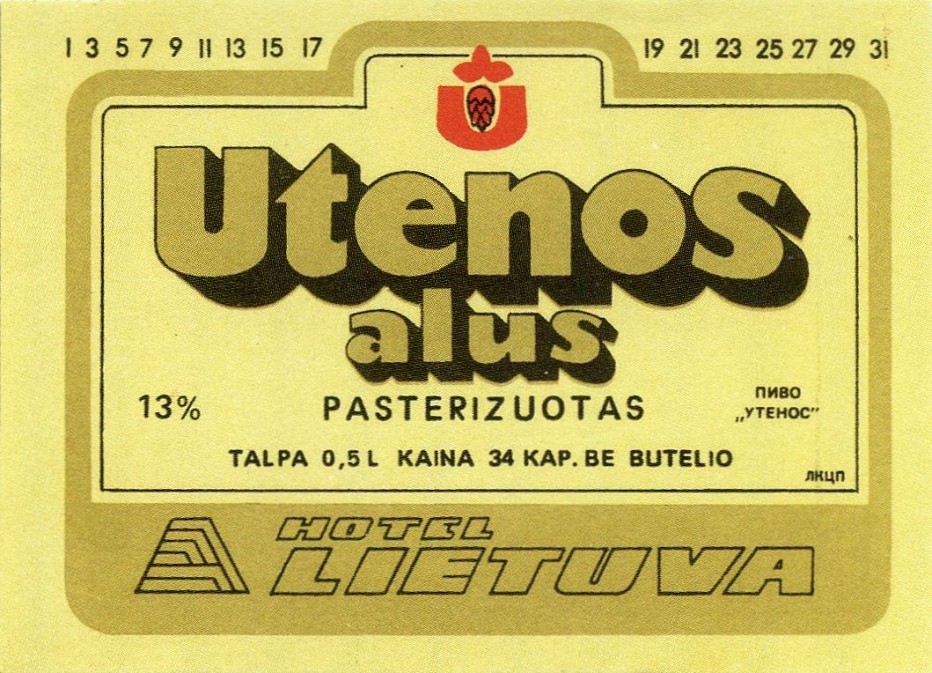 1 3 5 7 9 11 13 15 17 19 21 23 25 27 29 31
Utenos
alus
13% PASTERIZUOTAS ПИВО
„УТЕНОС”
TALPA 0,5 L KAINA 34 KAP. BE BUTELIO
ЛКЦП
HOTEL
LIETUVA